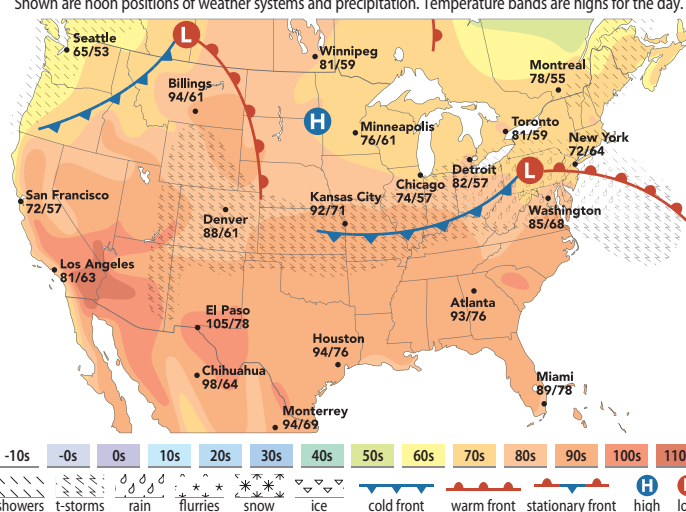 Shown are noon positions of weather systems and precipitation. Temperature bands are highs for the day.
Seattle
65/53
L
Winnipeg
81/59
Montreal
78/55
Billings
94/61
H
Minneapolis
76/61
Toronto
81/59
New York
72/64
Detroit
82/57
L
Chicago
74/57
San Francisco
72/57
Kansas City
92/71
Washington
85/68
Denver
88/61
Los Angeles
81/63
Atlanta
93/76
El Paso
105/78
Houston
94/76
Chihuahua
98/64
Miami
89/78
Monterrey
94/69
-10s -0s 0s 10s 20s 30s 40s 50s 60s 70s 80s 90s 100s 110
H L
showers t-storms rain flurries snow ice cold front warm front stationary front high lo